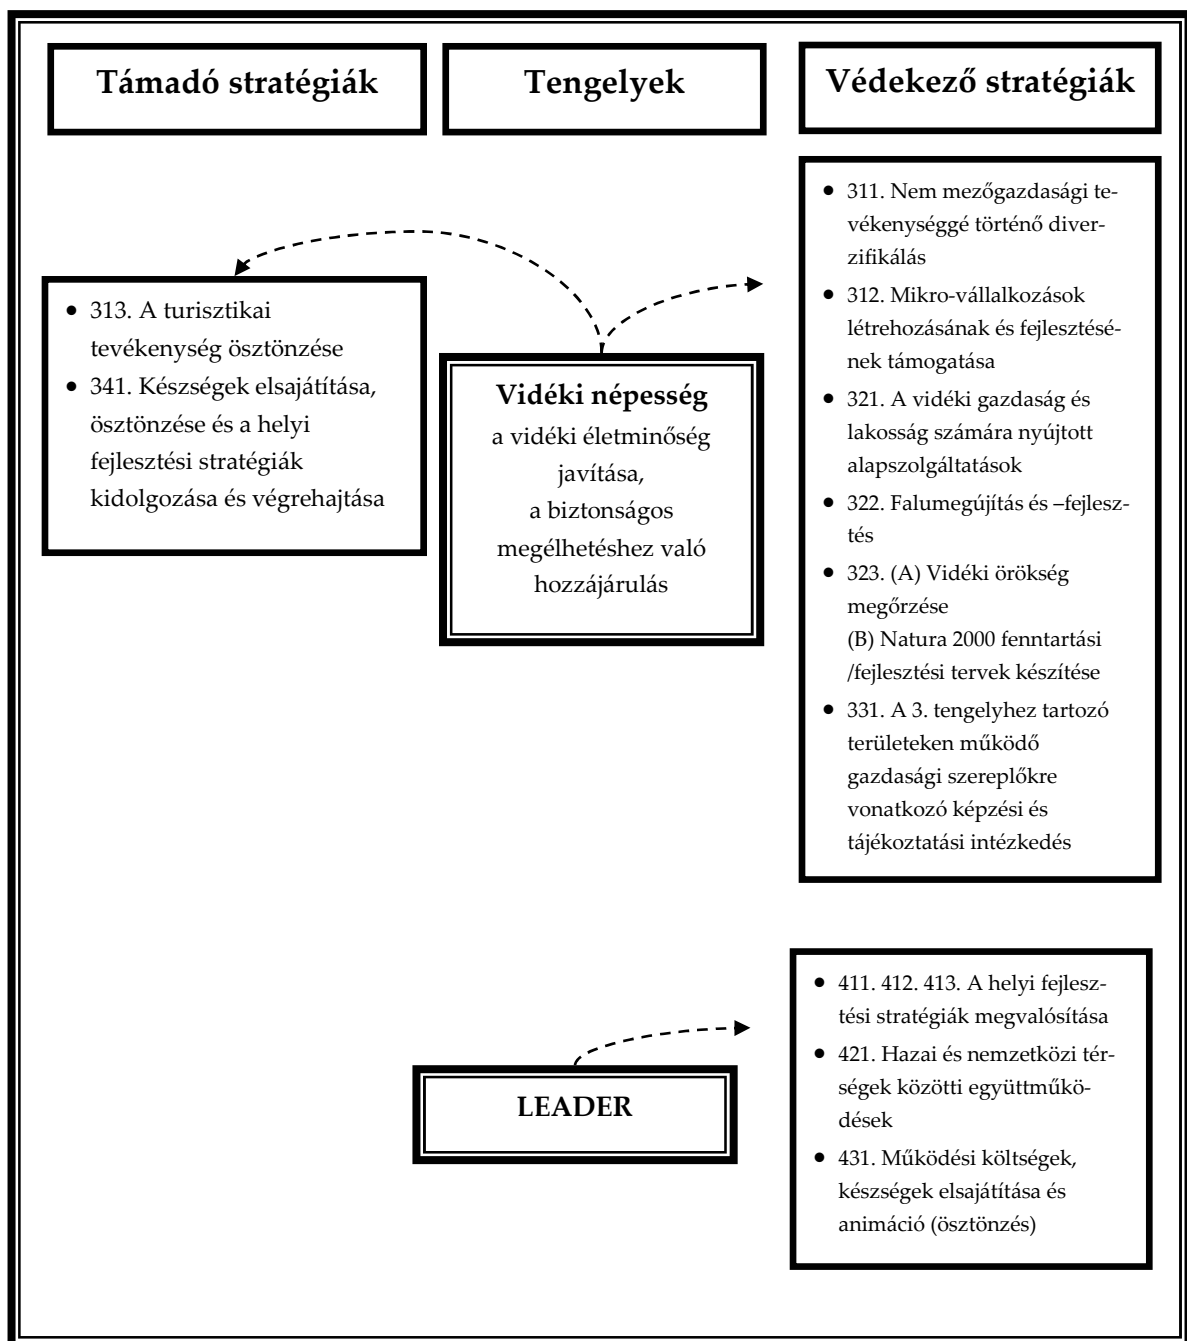 Támadó stratégiák
Tengelyek
Védekező stratégiák
• 313. A turisztikai
tevékenység ösztönzése
• 341. Készségek elsajátítása,
ösztönzése és a helyi
fejlesztési stratégiák
kidolgozása és végrehajtása
Vidéki népesség
a vidéki életminőség
javítása,
a biztonságos
megélhetéshez való
hozzájárulás
• 311. Nem mezőgazdasági te-
vékenységgé történő diver-
zifikálás
• 312. Mikro-vállalkozások
létrehozásának és fejlesztésé-
nek támogatása
• 321. A vidéki gazdaság és
lakosság számára nyújtott
alapszolgáltatások
• 322. Falumegújítás és –fejlesz-
tés
• 323. (A) Vidéki örökség
megőrzése
(B) Natura 2000 fenntartási
/fejlesztési tervek készítése
• 331. A 3. tengelyhez tartozó
területeken működő
gazdasági szereplőkre
vonatkozó képzési és
tájékoztatási intézkedés
LEADER
• 411. 412. 413. A helyi fejlesz-
tési stratégiák megvalósítása
• 421. Hazai és nemzetközi tér-
ségek közötti együttműkö-
dések
• 431. Működési költségek,
készségek elsajátítása és
animáció (ösztönzés)